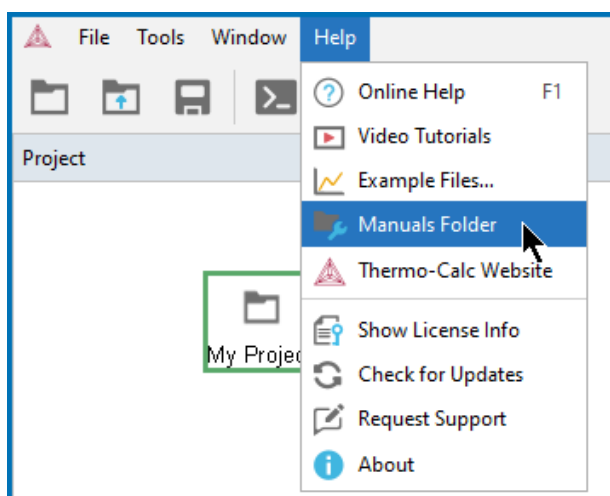 File Tools Window Help
Project
Online Help F1
Video Tutorials
Example Files...
Manuals Folder
Thermo-Calc Website
My Projec
Show License Info
Check for Updates
Request Support
About